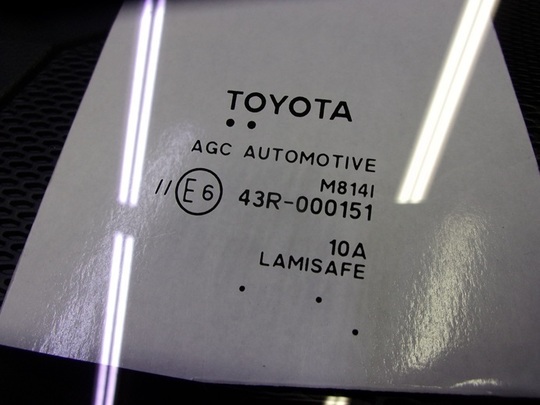 TOYOTA
••
AGC AUTOMOTIVE
M814I
//E6 43R-000151
10A
LAMISAFE